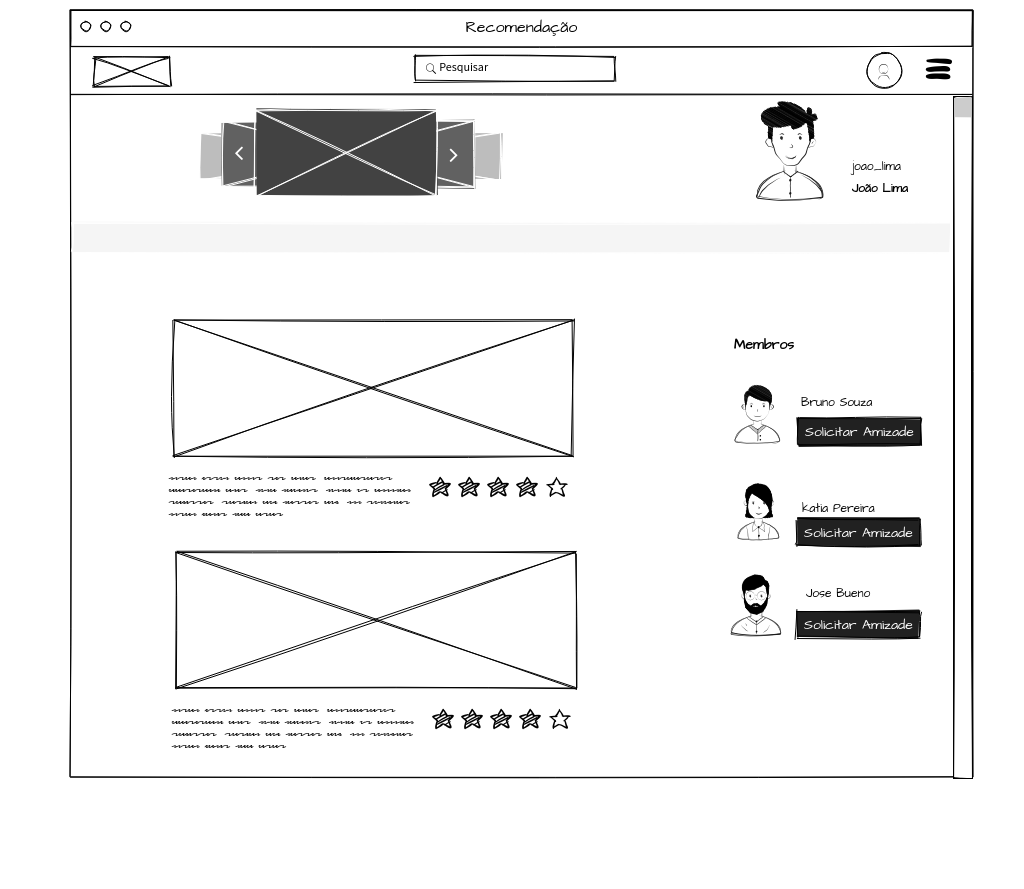 Recomendação
Pesquisar
joao_lima
João Lima
Membros
Bruno Souza
Solicitar Amizade
Katia Pereira
Solicitar Amizade
Jose Bueno
Solicitar Amizade